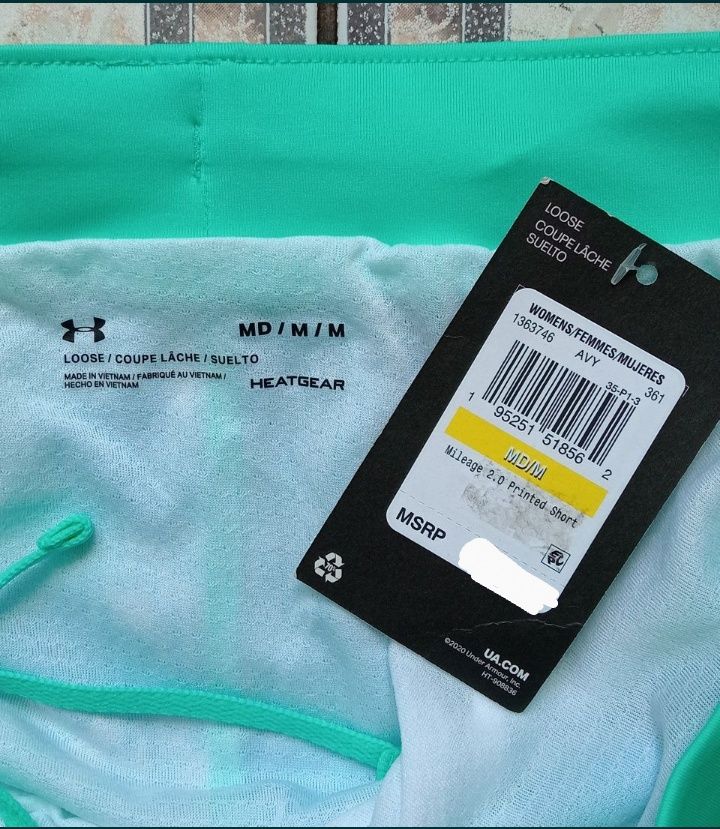 MD / M / M
LOOSE / COUPE LÂCHE / SUELTO
MADE IN VIETNAM / FABRIQUÉ AU VIETNAM /
HECHO EN VIETNAM
HEATGEAR
LOOSE
COUPE LÂCHE
SUELTO
WOMENS/FEMMES/MUJERES
1363746 AVY 361
35-P1-3
1 95251 51856 2
MD/M
Mileage 2.0 Printed Short
MSRP
EPC
70%
UA.COM
©2020 Under Armour, Inc.
HT-908836